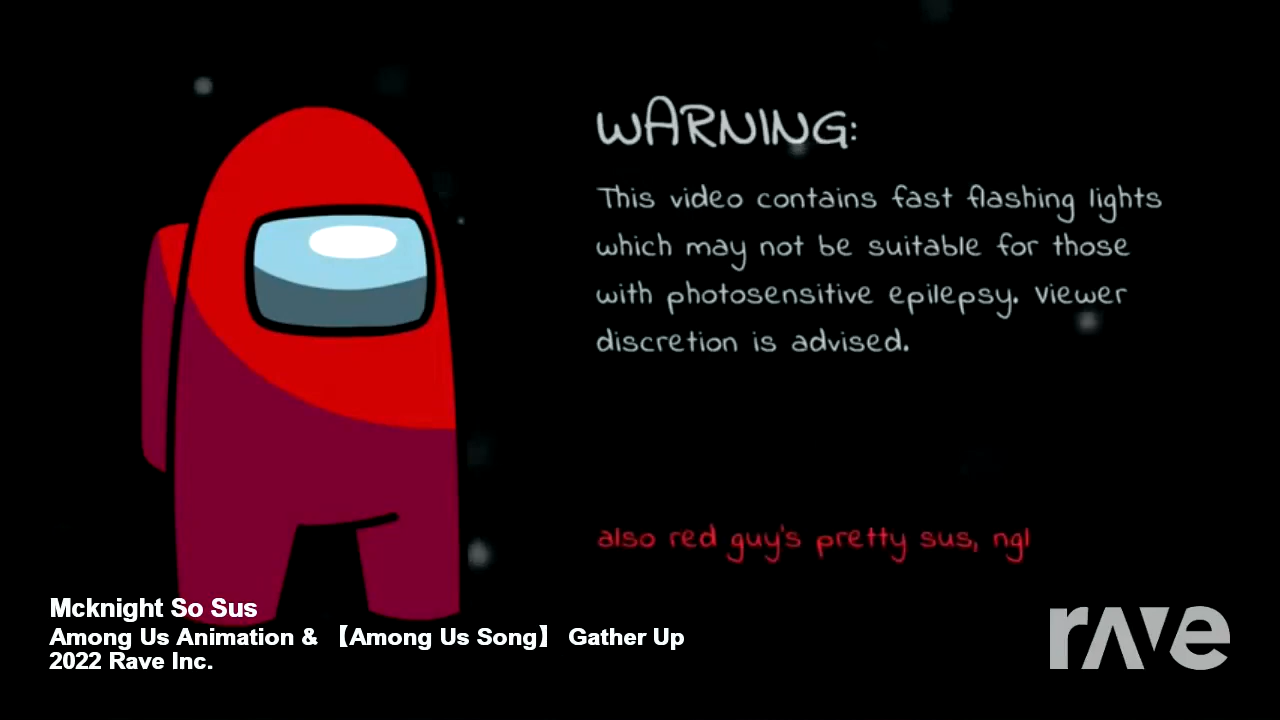 WARNING:
This video contains fast flashing lights
which may not be suitable for those
with photosensitive epilepsy. Viewer
discretion is advised.
also red guy's pretty sus, ngl
Mcknight So Sus
Among Us Animation & 【Among Us Song】 Gather Up
2022 Rave Inc.
rave